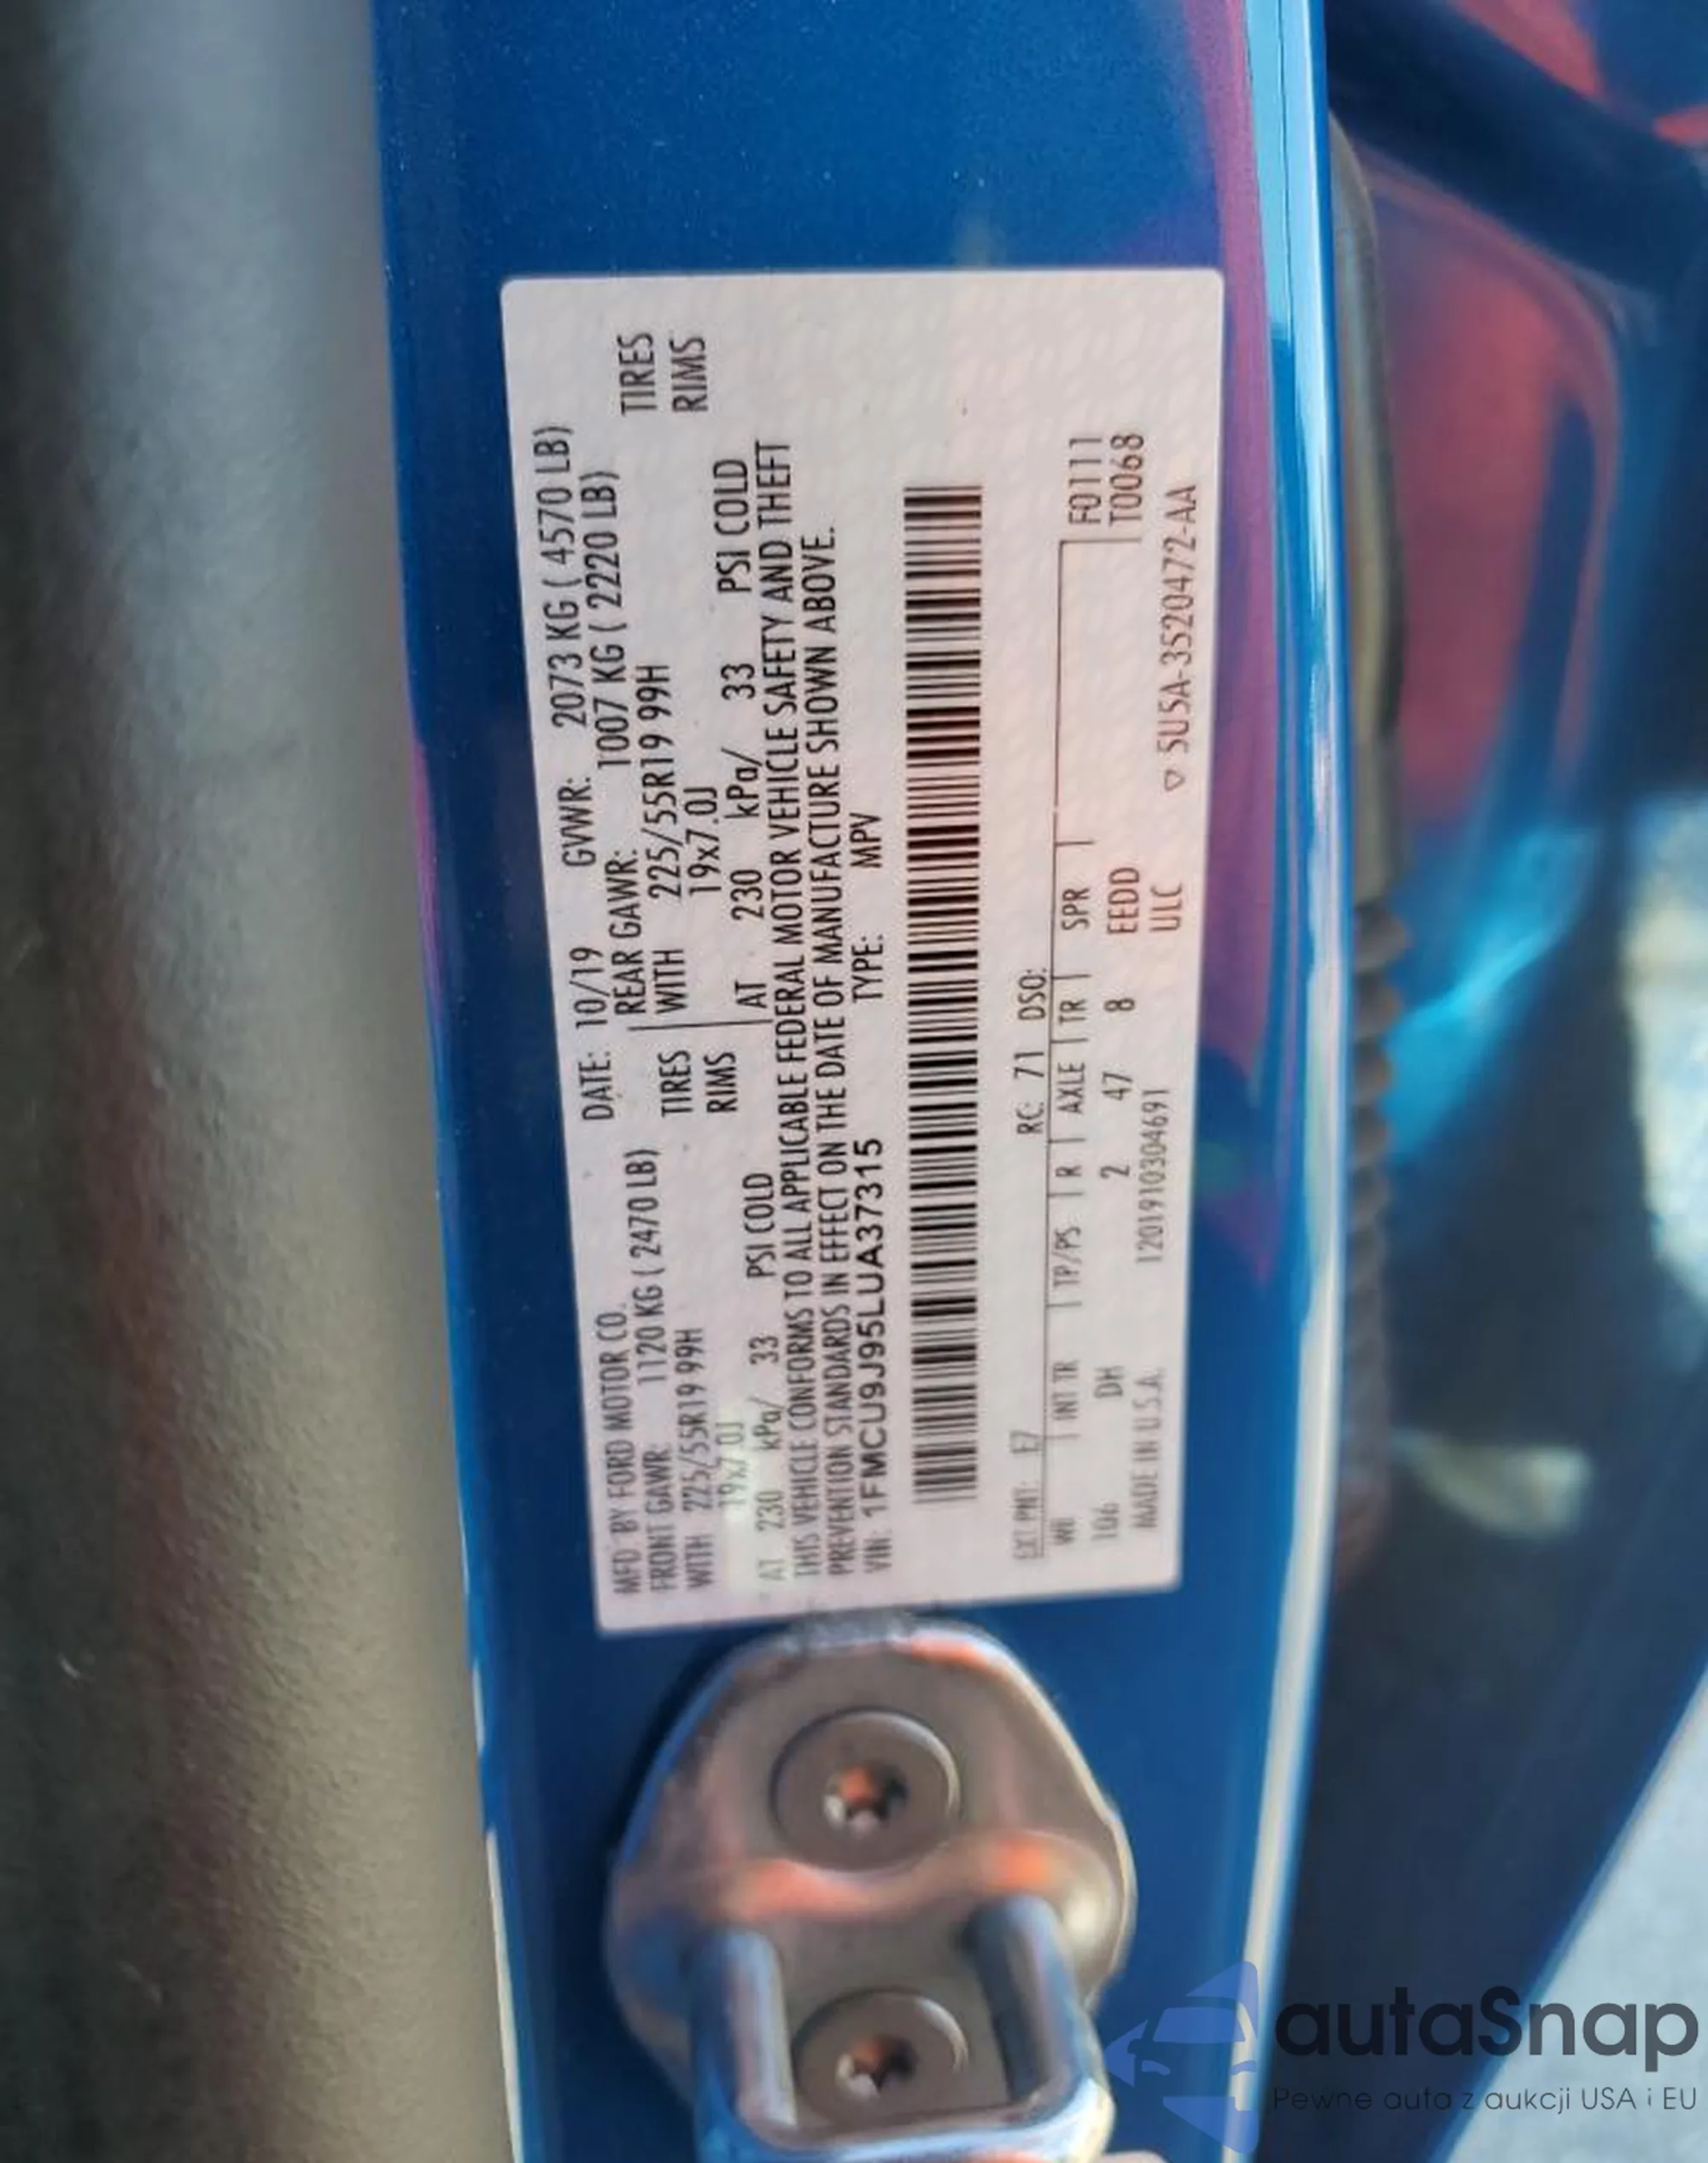 MFD BY FORD MOTOR CO.
DATE: 10/19 GVWR: 2073 KG ( 4570 LB)
FRONT GAWR: 1120 KG ( 2470 LB) REAR GAWR: 1007 KG ( 2220 LB)
WITH 225/55R19 99H TIRES WITH 225/55R19 99H TIRES
19x7.0J RIMS 19x7.0J RIMS
AT 230 kPa/ 33 PSI COLD AT 230 kPa/ 33 PSI COLD
THIS VEHICLE CONFORMS TO ALL APPLICABLE FEDERAL MOTOR VEHICLE SAFETY AND THEFT
PREVENTION STANDARDS IN EFFECT ON THE DATE OF MANUFACTURE SHOWN ABOVE.
VIN: 1FMCU9J95LUA37315 TYPE: MPV
EXT PNT: E7 RC: 71 DSO:
WB INT TR TP/PS R AXLE TR SPR F0111
106 DH 2 47 8 EEDD T0068
MADE IN U.S.A. 1201910304691 ULC ▽ 5U5A-3520472-AA
autaSnap
Pewne auta z aukcji USA i EU